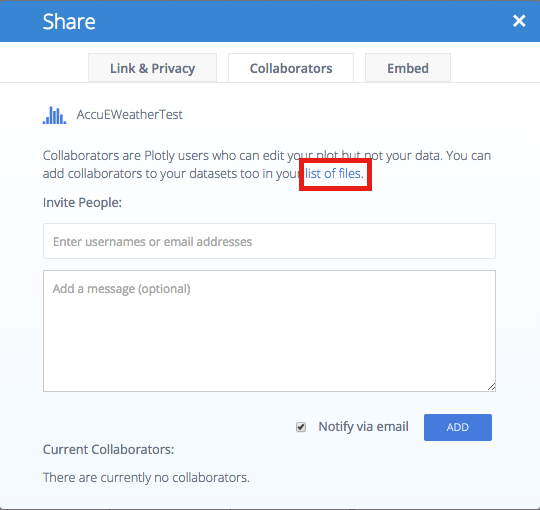 Share ×
Link & Privacy Collaborators Embed
AccuEWeatherTest
Collaborators are Plotly users who can edit your plot but not your data. You can
add collaborators to your datasets too in your list of files.
Invite People:
Enter usernames or email addresses
Add a message (optional)
Notify via email ADD
Current Collaborators:
There are currently no collaborators.